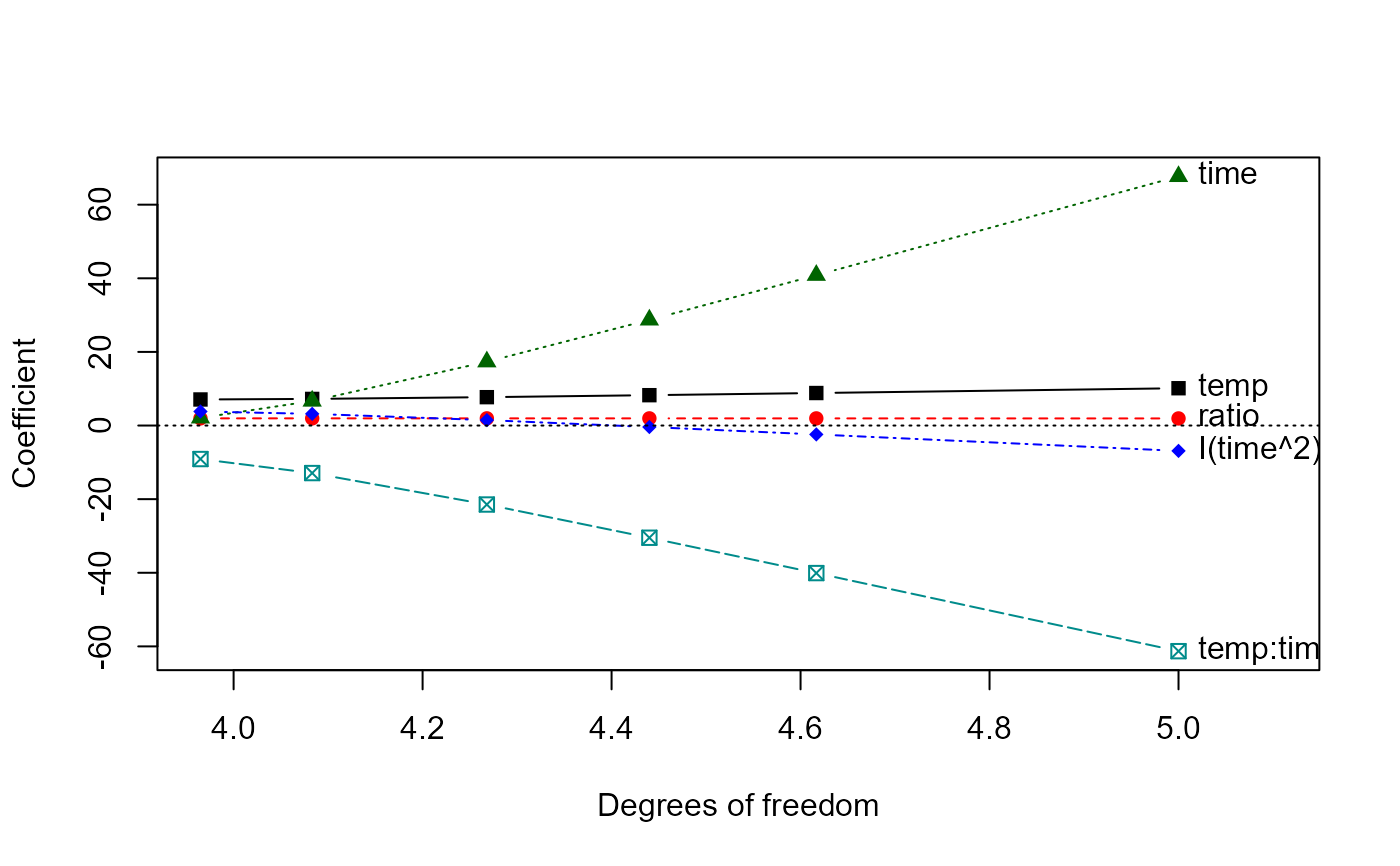 Coefficient
60
40
20
0
-20
-40
-60
time
temp
ratio
I(time^2)
temp:tim
4.0 4.2 4.4 4.6 4.8 5.0
Degrees of freedom